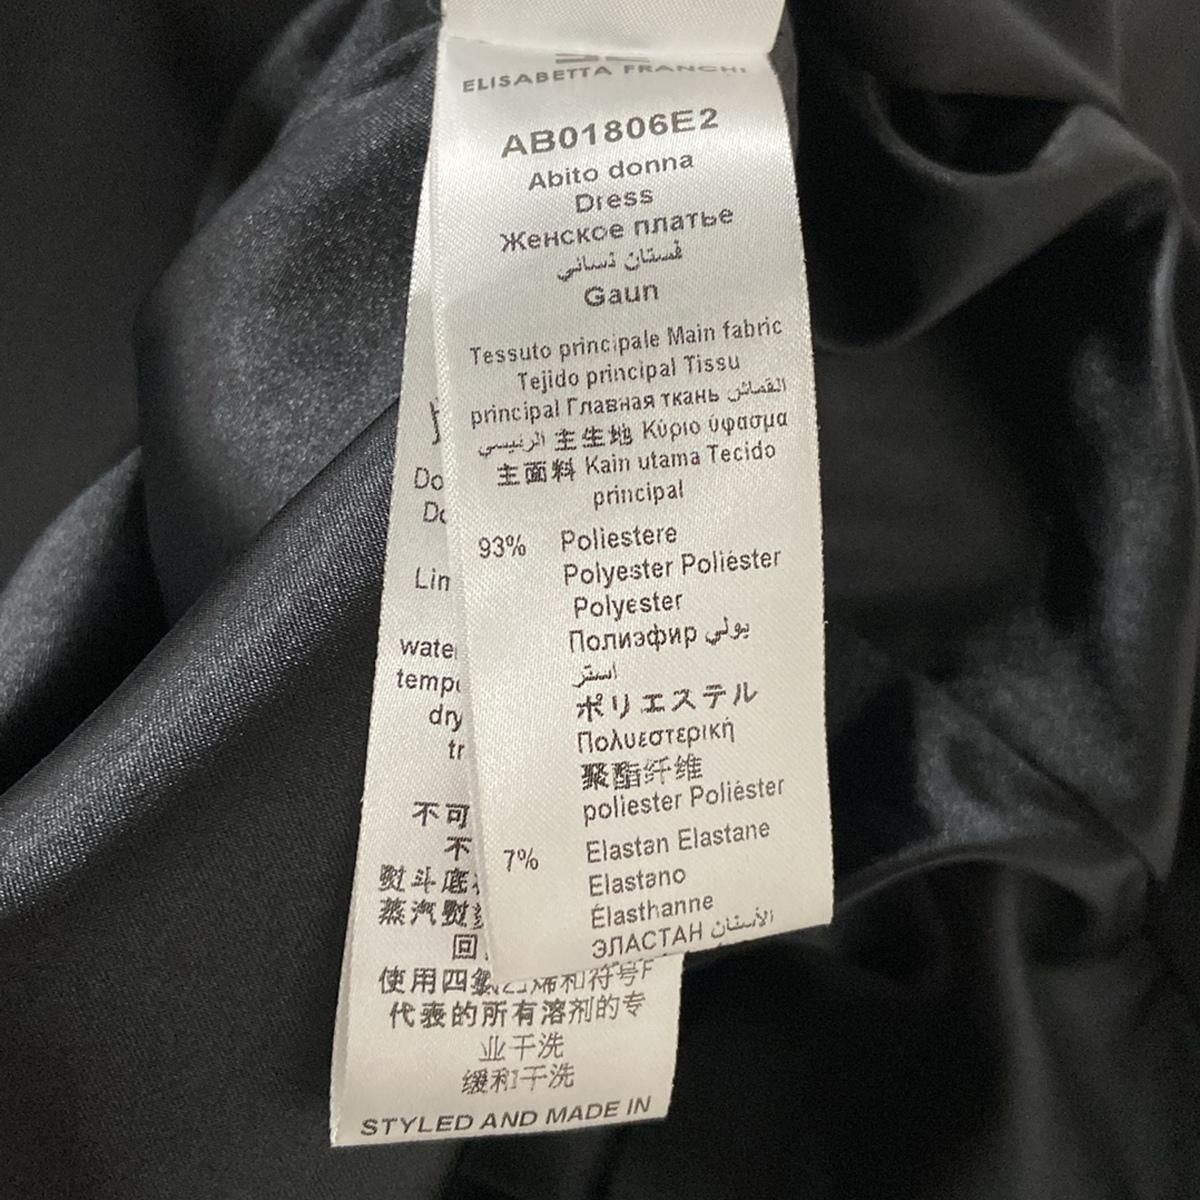 ELISABETTA FRANCHI
AB01806E2
Abito donna
Dress
Женское платье
فستان نسائي
Gaun
Tessuto principale Main fabric
Tejido principal Tissu
principal Главная ткань القماش
الرئيسي 主生地 Κύριο ύφασμα
主面料 Kain utama Tecido
principal
93% Poliestere
Polyester Poliéster
Polyester
Полиэфир بولي
استر
ポリエステル
Πολυεστερική
聚酯纤维
poliester Poliéster
7% Elastan Elastane
Elastano
Élasthanne
ЭЛАСТАН الأستان
Do
Do
Lin
wate
temp
dry
tr
不可
不
熨斗底
蒸汽熨
回
使用四氯乙烯和符号F
代表的所有溶剂的专
业干洗
缓和干洗
STYLED AND MADE IN